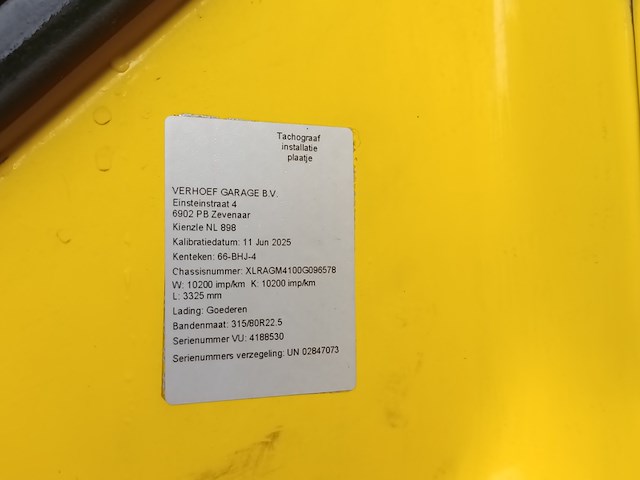 Tachograaf
installatie
plaatje
VERHOEF GARAGE B.V.
Einsteinstraat 4
6902 PB Zevenaar
Kienzle NL 898
Kalibratiedatum: 11 Jun 2025
Kenteken: 66-BHJ-4
Chassisnummer: XLRAGM4100G096578
W: 10200 imp/km K: 10200 imp/km
L: 3325 mm
Lading: Goederen
Bandenmaat: 315/80R22.5
Serienummer VU: 4188530
Serienummers verzegeling: UN 02847073